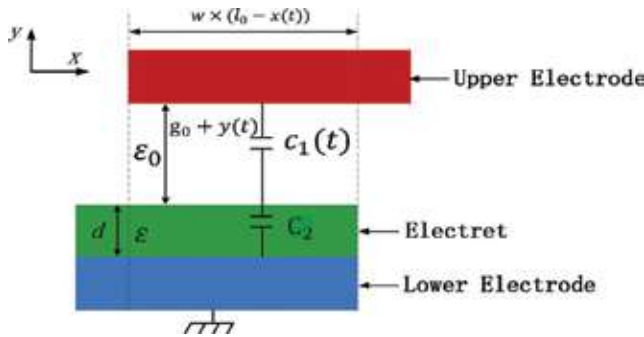 w × (l₀ − x(t))
y
x
Upper Electrode
g₀ + y(t)
ε₀
c₁(t)
d
ε
C₂
Electret
Lower Electrode